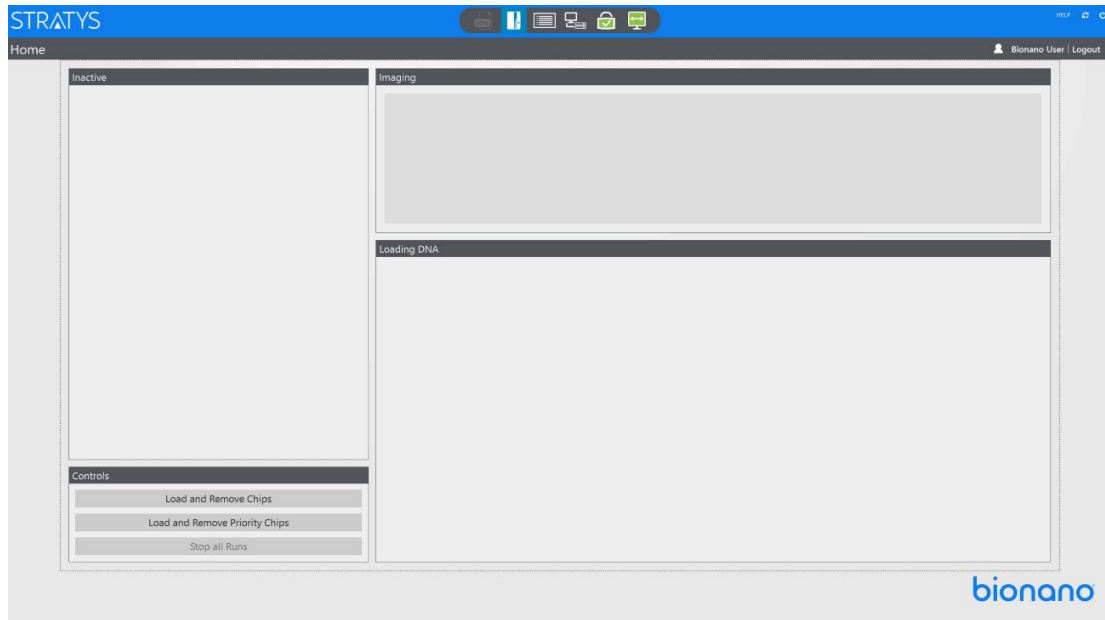 STRATYS
HELP
Home
Bionano User | Logout
Inactive
Imaging
Loading DNA
Controls
Load and Remove Chips
Load and Remove Priority Chips
Stop all Runs
bionano